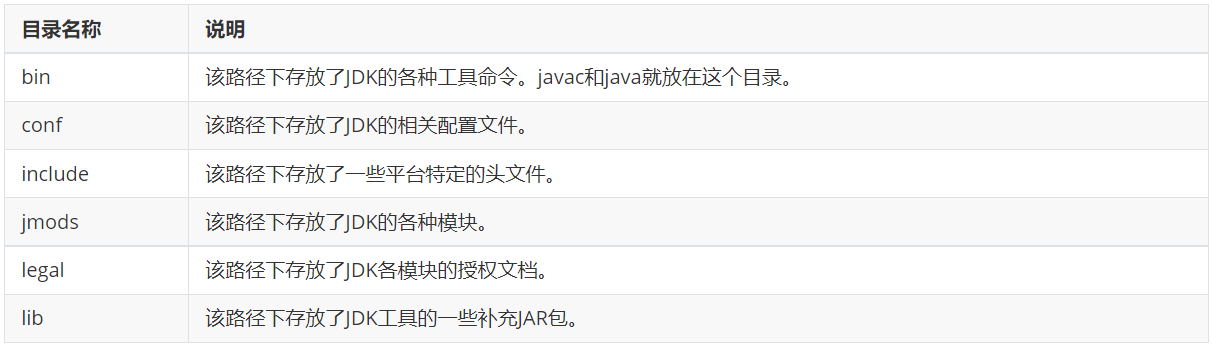 目录名称 说明
bin 该路径下存放了JDK的各种工具命令。javac和java就放在这个目录。
conf 该路径下存放了JDK的相关配置文件。
include 该路径下存放了一些平台特定的头文件。
jmods 该路径下存放了JDK的各种模块。
legal 该路径下存放了JDK各模块的授权文档。
lib 该路径下存放了JDK工具的一些补充JAR包。